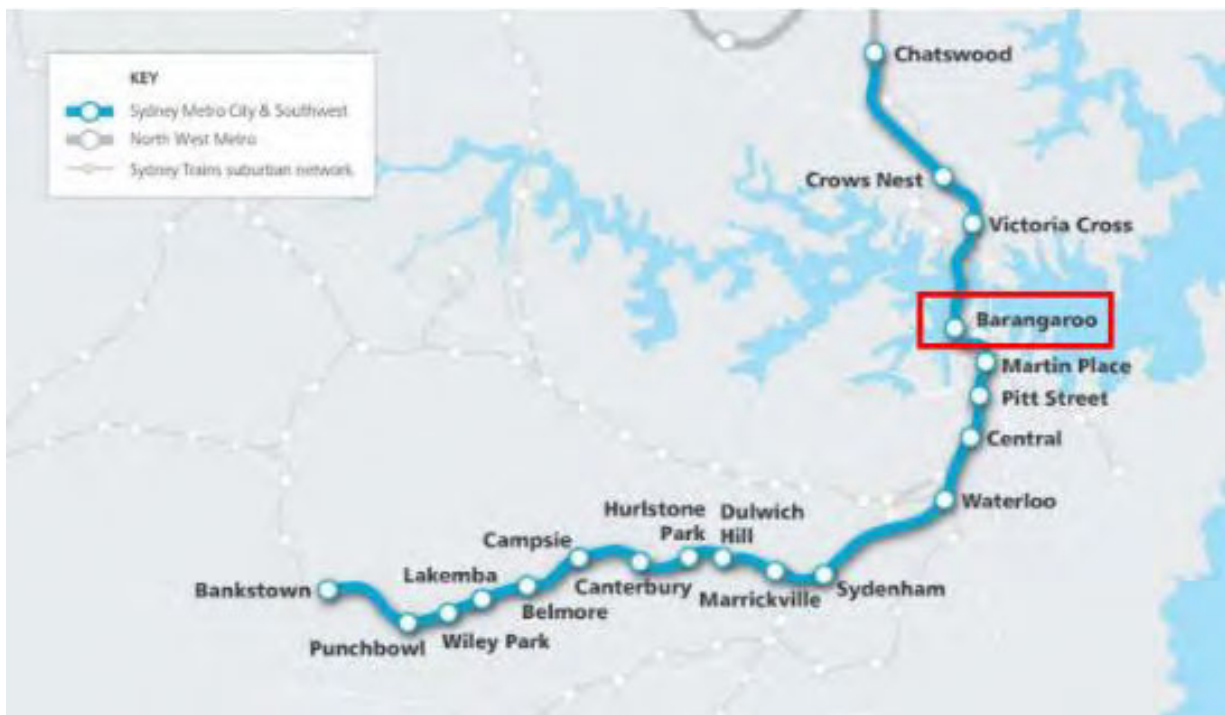 KEY
Sydney Metro City & Southwest
North West Metro
Sydney Trains suburban network
Chatswood
Crows Nest
Victoria Cross
Barangaroo
Martin Place
Pitt Street
Central
Waterloo
Hurlstone
Park
Dulwich
Hill
Campsie
Lakemba
Bankstown
Canterbury
Sydenham
Belmore
Marrickville
Wiley Park
Punchbowl